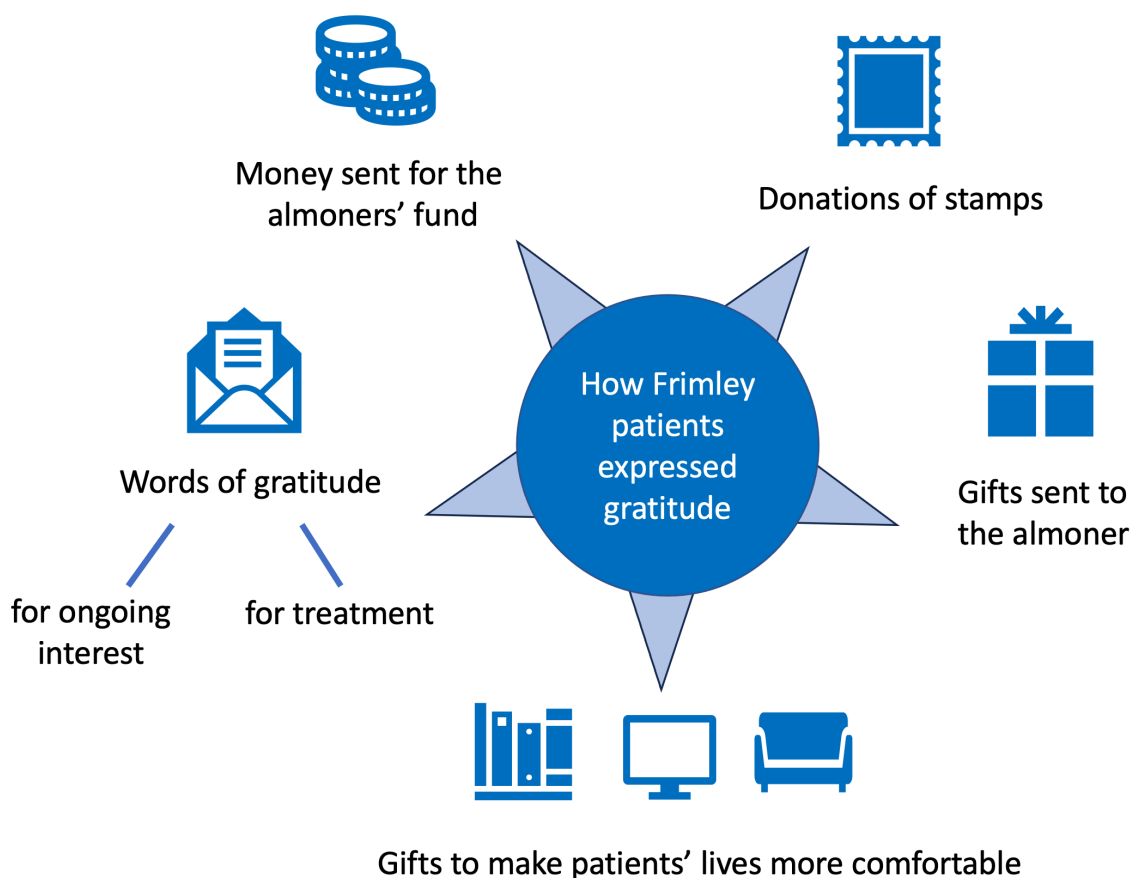 Money sent for the
almoners’ fund
Donations of stamps
How Frimley
patients
expressed
gratitude
Words of gratitude
for ongoing
interest
for treatment
Gifts sent to
the almoner
Gifts to make patients’ lives more comfortable